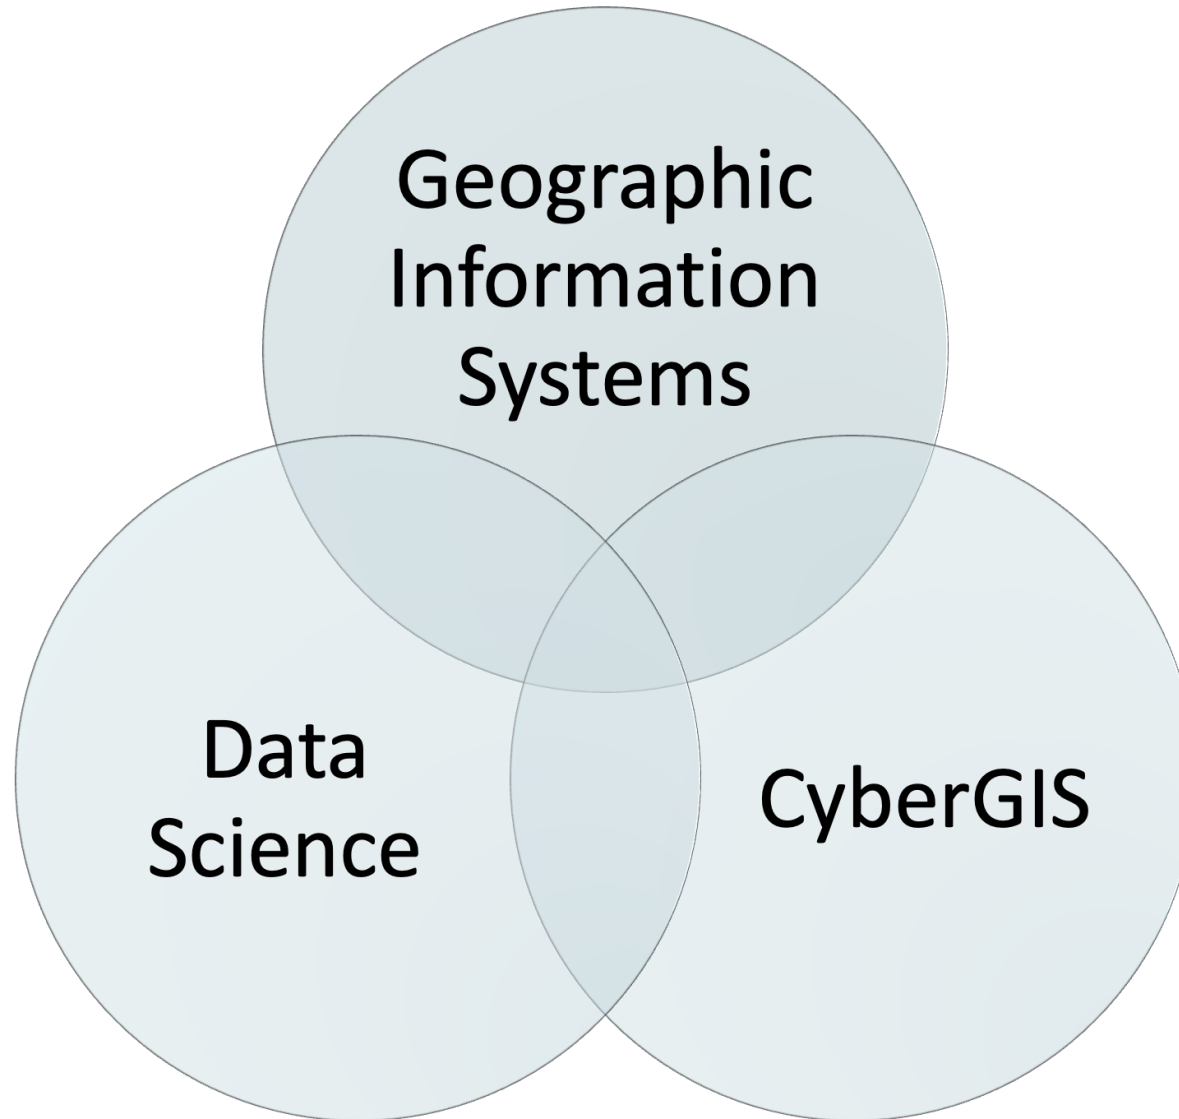 Geographic
Information
Systems
Data
Science
CyberGIS